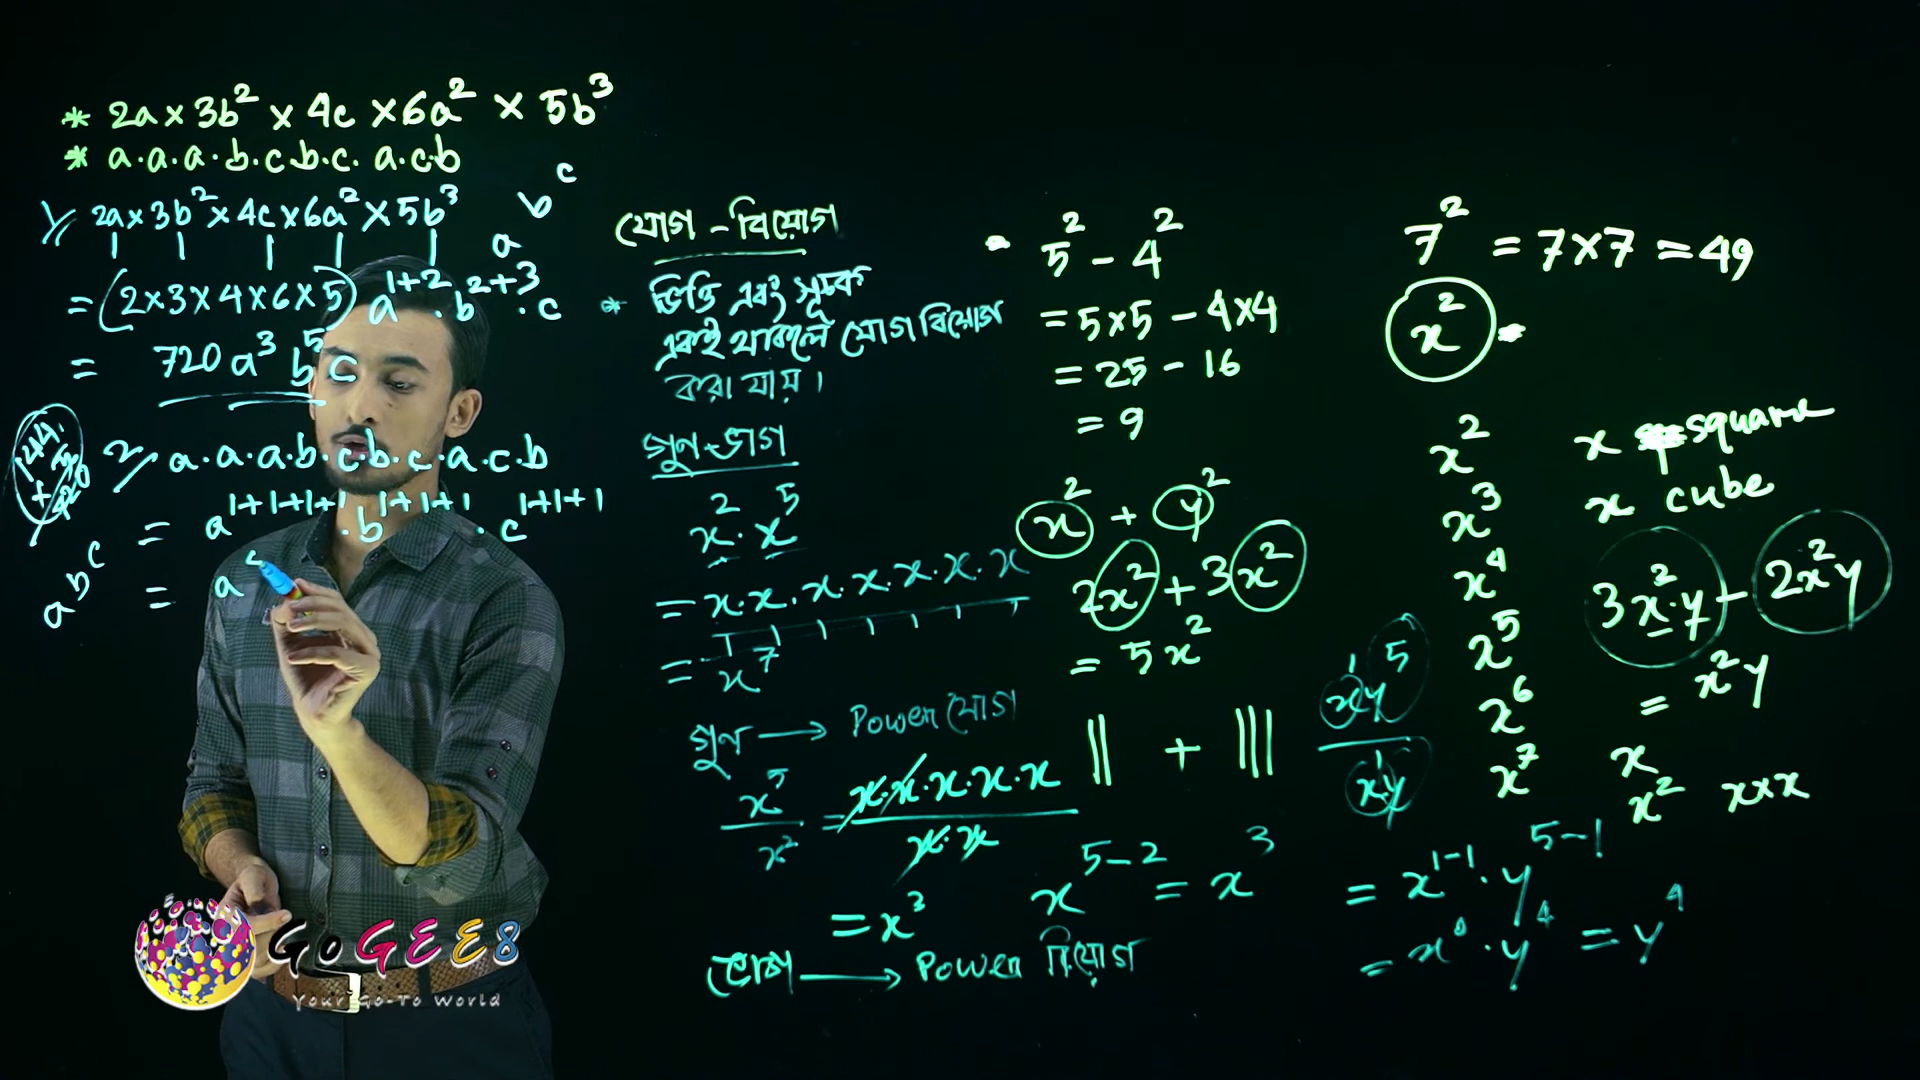 * 2a × 3b² × 4c × 6a² × 5b³
* a.a.a.b.c.b.c.a.c.b
1/ 2a × 3b² × 4c × 6a² × 5b³
= (2×3×4×6×5) a¹⁺² . b²⁺³ . c
= 720 a³ b⁵ c
2/ a.a.a.b.c.b.c.a.c.b
= a¹⁺¹⁺¹⁺¹ . b¹⁺¹⁺¹ . c¹⁺¹⁺¹
= a
a b c
a b c
যোগ - বিয়োগ
* ভিত্তি এবং সূচক
একই থাকলে যোগ বিয়োগ
করা যায়।
গুন - ভাগ
x² . x⁵
= x.x.x.x.x.x.x
= x⁷
গুন → Power যোগ
x⁵/x² = x.x.x.x.x/x.x
= x³
x⁵⁻² = x³
ভাগ → Power বিয়োগ
5² - 4²
= 5×5 - 4×4
= 25 - 16
= 9
x² + y²
2x² + 3x²
= 5x²
|| + |||
x¹y⁵/x¹y
= x¹⁻¹ . y⁵⁻¹
= x⁰ . y⁴ = y⁴
7² = 7×7 = 49
x²
x² x square
x³ x cube
x⁴
x⁵
x⁶
x⁷
3x².y - 2x²y
= x²y
x
x² x×x
GoGEE8
Your Go-To World